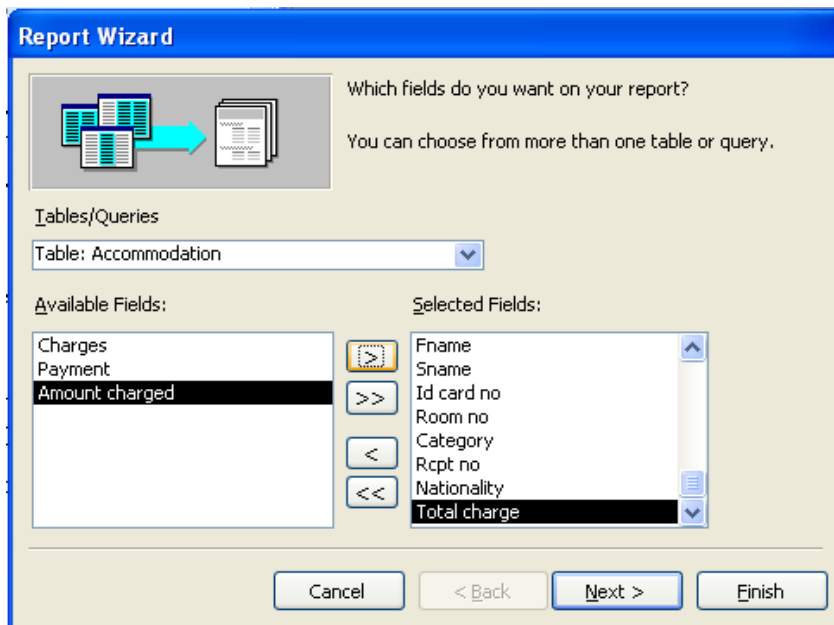 Report Wizard
Which fields do you want on your report?
You can choose from more than one table or query.
Tables/Queries
Table: Accommodation
Available Fields:
Charges
Payment
Amount charged
>
>>
<
<<
Selected Fields:
Fname
Sname
Id card no
Room no
Category
Rcpt no
Nationality
Total charge
Cancel
< Back
Next >
Finish